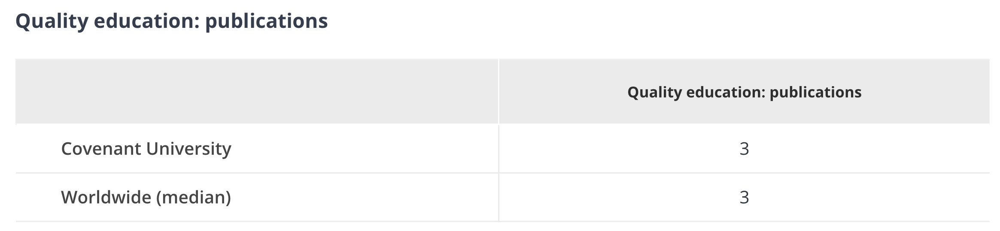 Quality education: publications
Quality education: publications
Covenant University 3
Worldwide (median) 3